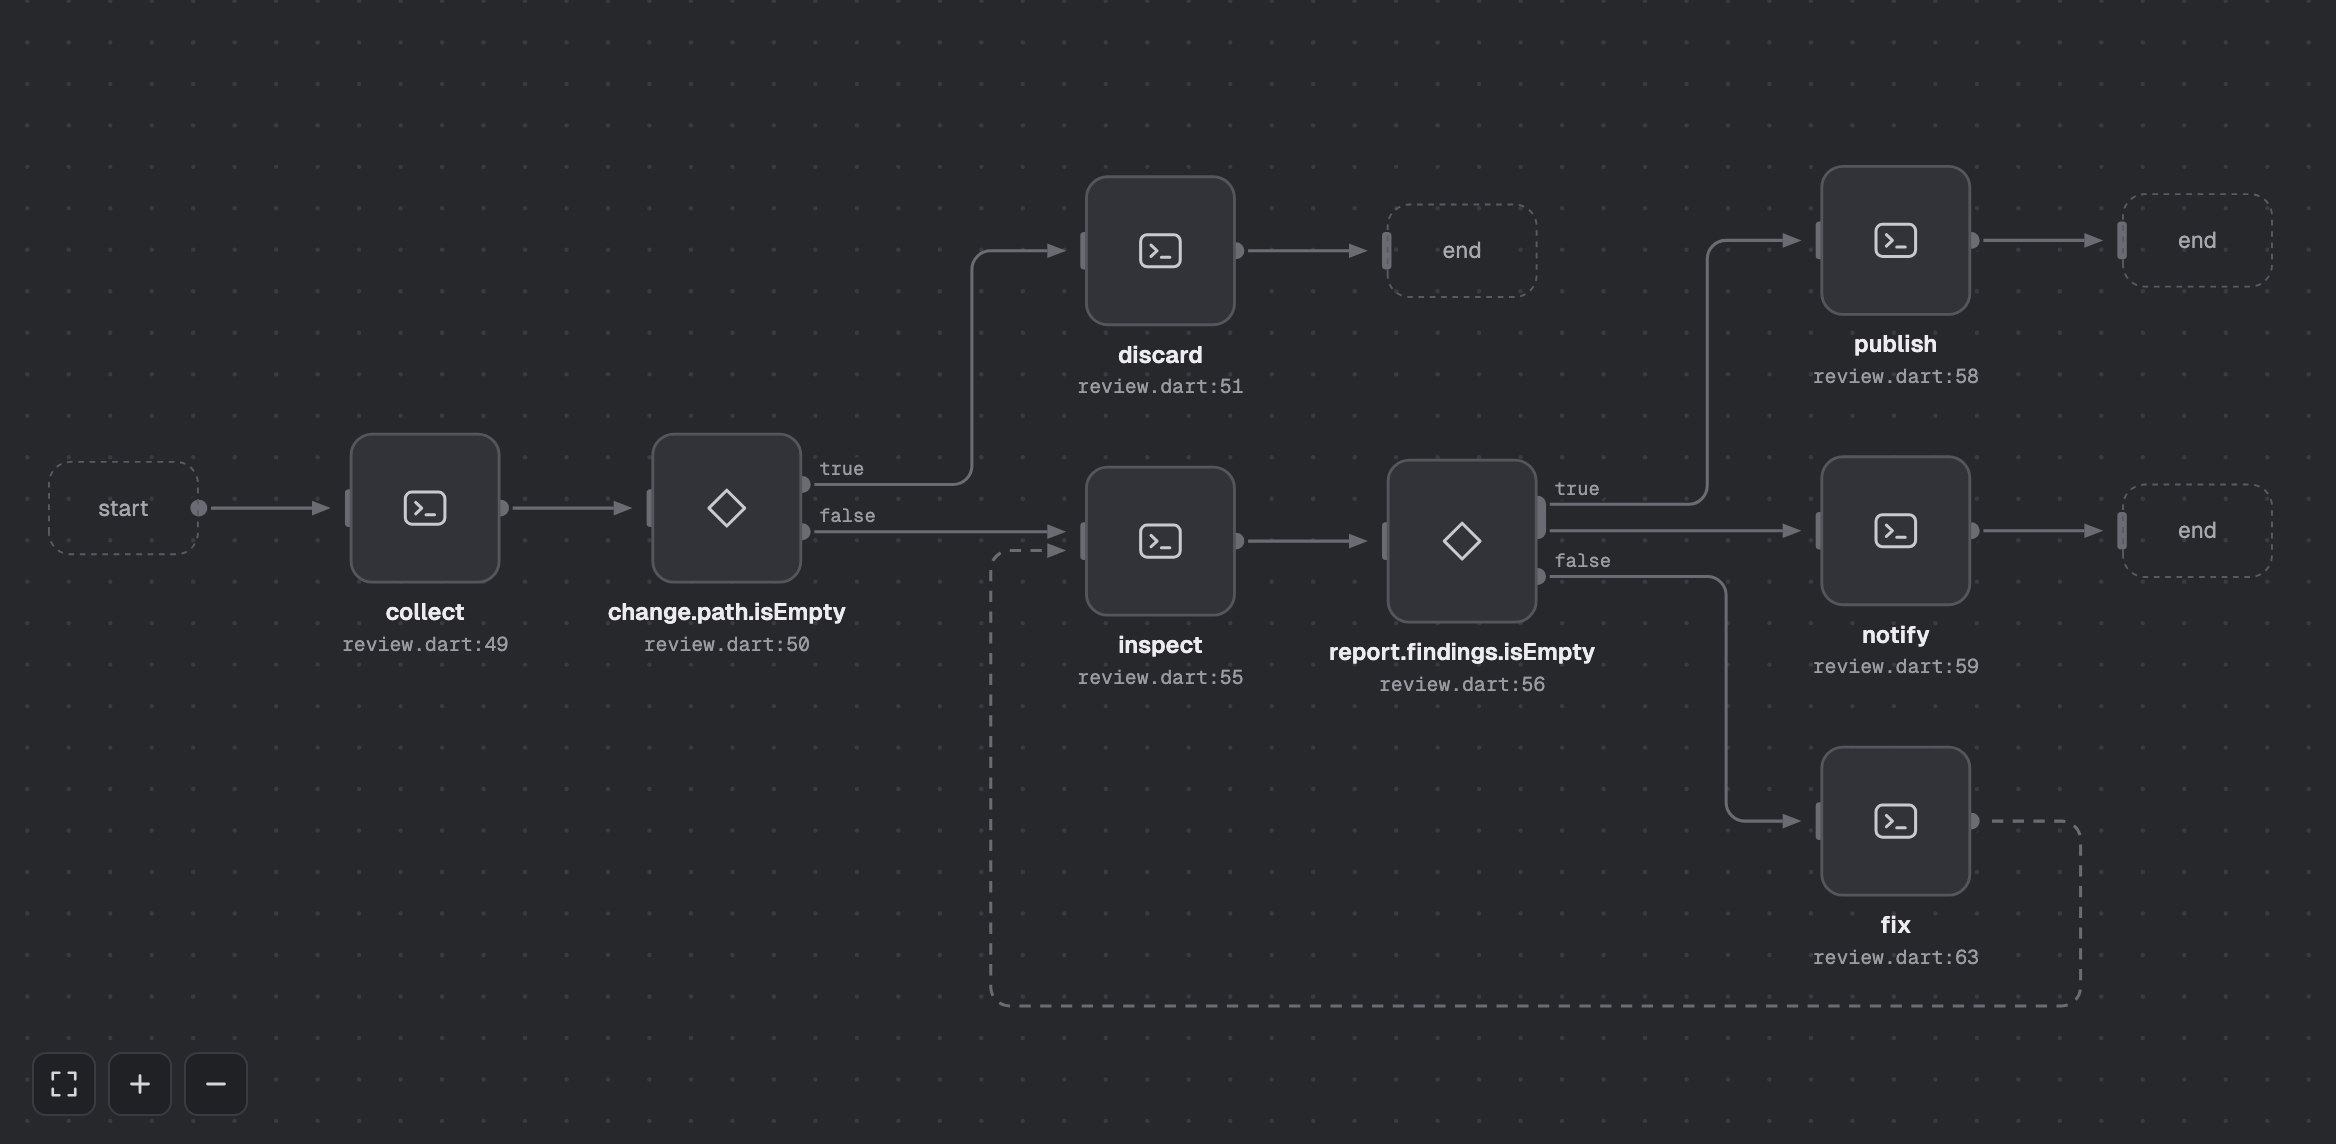 start
collect
review.dart:49
change.path.isEmpty
review.dart:50
true
false
discard
review.dart:51
end
inspect
review.dart:55
report.findings.isEmpty
review.dart:56
true
false
publish
review.dart:58
end
notify
review.dart:59
end
fix
review.dart:63